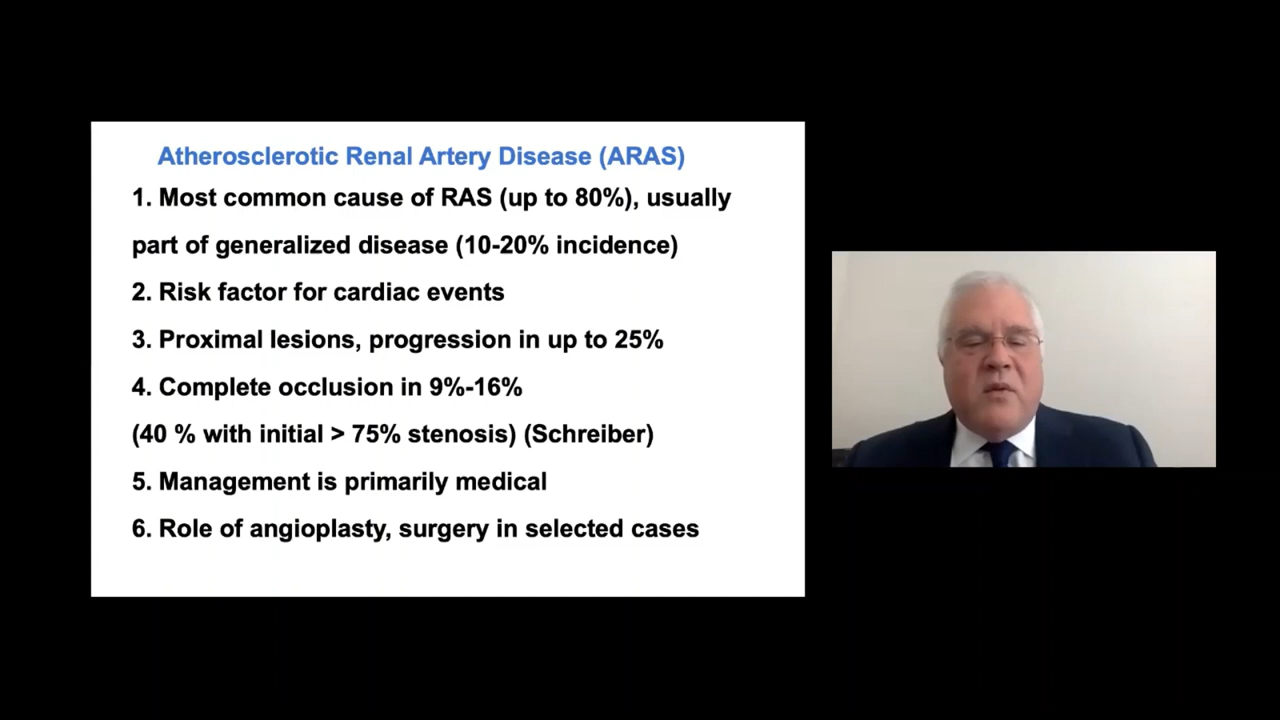 Atherosclerotic Renal Artery Disease (ARAS)
1. Most common cause of RAS (up to 80%), usually
part of generalized disease (10-20% incidence)
2. Risk factor for cardiac events
3. Proximal lesions, progression in up to 25%
4. Complete occlusion in 9%-16%
(40 % with initial > 75% stenosis) (Schreiber)
5. Management is primarily medical
6. Role of angioplasty, surgery in selected cases